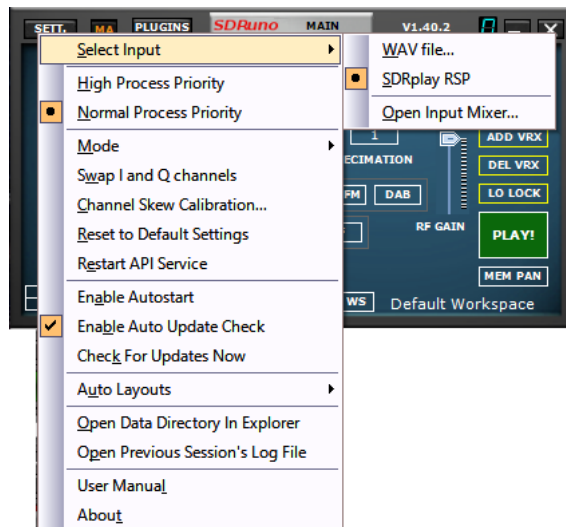 SETT. MA PLUGINS SDRuno MAIN V1.40.2
Select Input
WAV file...
SDRplay RSP
Open Input Mixer...
High Process Priority
Normal Process Priority
Mode
Swap I and Q channels
Channel Skew Calibration...
Reset to Default Settings
Restart API Service
Enable Autostart
Enable Auto Update Check
Check For Updates Now
Auto Layouts
Open Data Directory In Explorer
Open Previous Session's Log File
User Manual
About
1 ADD VRX
ECIMATION DEL VRX
FM DAB LO LOCK
RF GAIN PLAY!
MEM PAN
WS Default Workspace